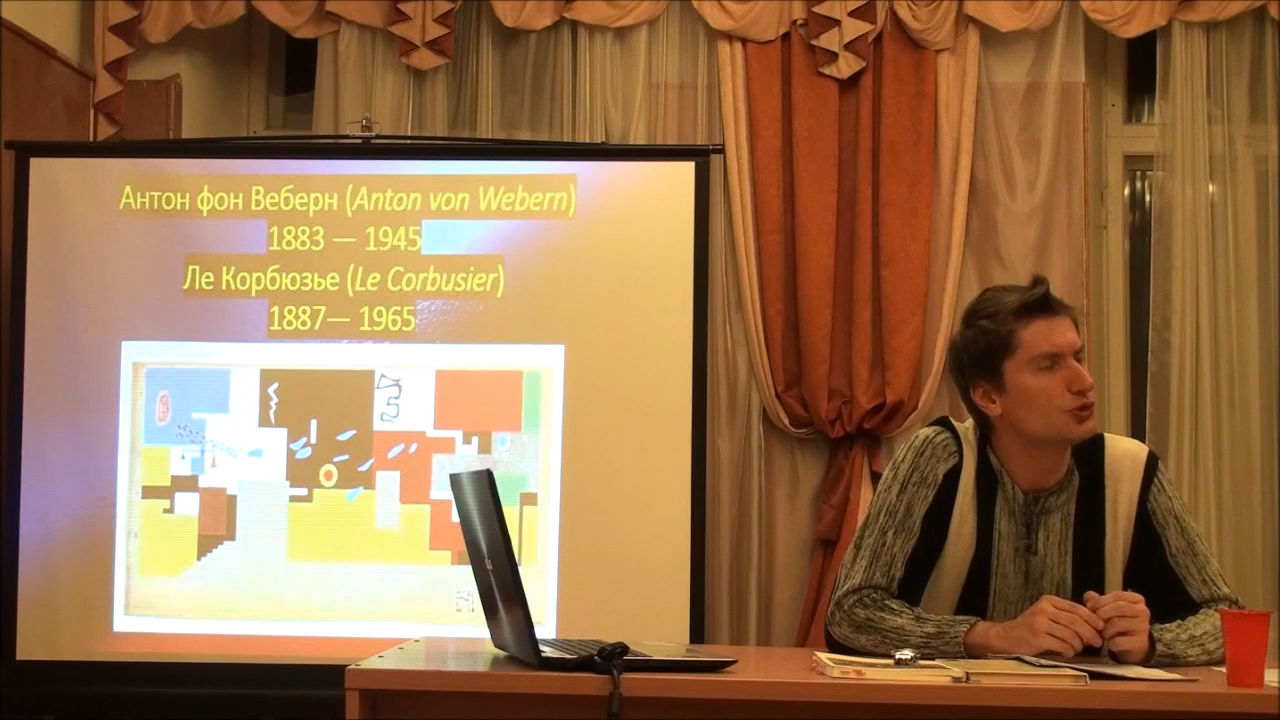 Антон фон Веберн (Anton von Webern)
1883 — 1945
Ле Корбюзье (Le Corbusier)
1887— 1965